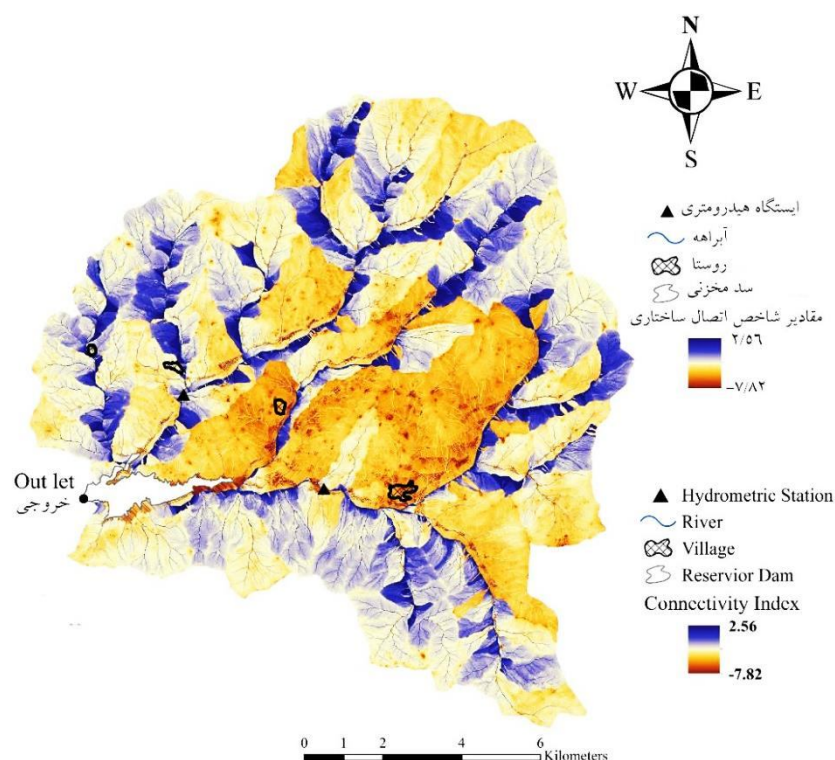 N
W E
S
ایستگاه هیدرومتری
آبراهه
روستا
سد مخزنی
مقادیر شاخص اتصال ساختاری
۲/۵۶
-۷/۸۲
Out let
خروجی
Hydrometric Station
River
Village
Reservior Dam
Connectivity Index
2.56
-7.82
0 1 2 4 6
Kilometers